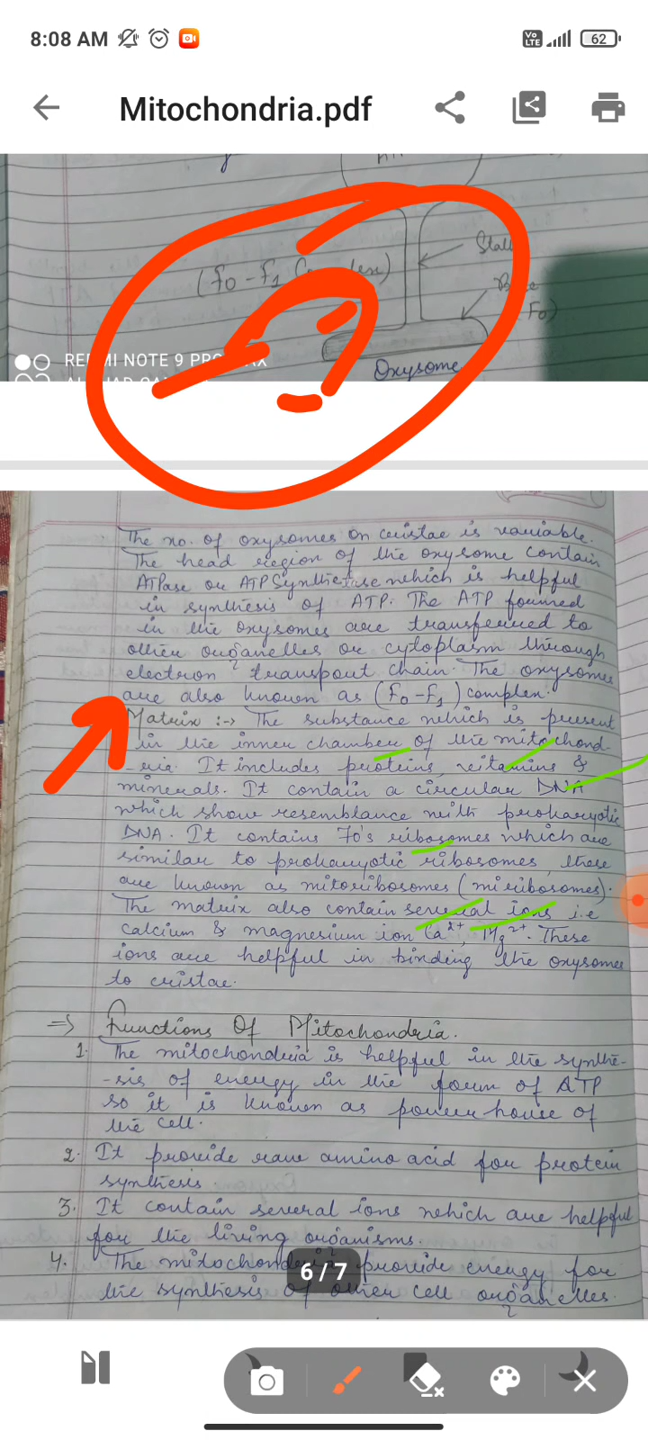 8:08 AM
Vo LTE 62
Mitochondria.pdf
(F0 - F1
REDMI NOTE 9 PRO MAX
F0)
Oxysome
The no. of oxysomes on cristae is variable.
The head region of the oxysome contain
ATPase or ATP Synthetase which is helpful
in synthesis of ATP. The ATP formed
in the oxysomes are transferred to
other organelles or cytoplasm through
electron transport chain. The oxysomes
are also known as (F0-F1) complex.
Matrix :-> The substance which is present
in the inner chamber of the mitochond-
-ria. It includes proteins, vitamins &
minerals. It contain a circular DNA
which show resemblance with prokaryotic
DNA. It contains 70's ribosomes which are
similar to prokaryotic ribosomes, these
are known as mitoribosomes (miribosomes).
The matrix also contain several ions i.e
calcium & magnesium ion Ca2+, Mg2+. These
ions are helpful in binding the oxysomes
to cristae.
=> Functions Of Mitochondria.
1. The mitochondria is helpful in the synthe-
-sis of energy in the form of ATP
so it is known as power house of
the cell.
2. It provide raw amino acid for protein
synthesis.
3. It contain several ions which are helpful
for the living organisms.
4. The mitochondria provide energy for
the synthesis of other cell organelles.
6 / 7